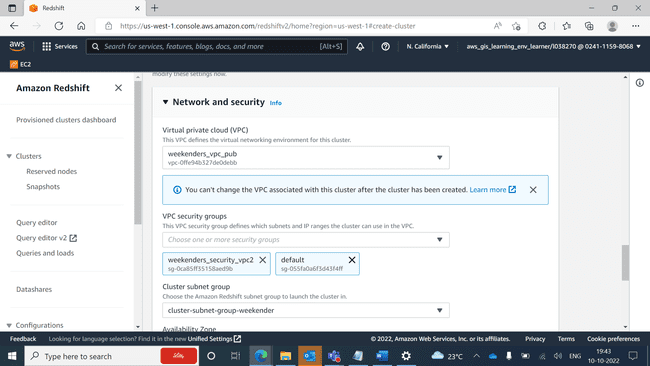 Redshift
https://us-west-1.console.aws.amazon.com/redshiftv2/home?region=us-west-1#create-cluster
aws
Services
Search for services, features, blogs, docs, and more
[Alt+S]
N. California
aws_gis_learning_env_learner/l038270 @ 0241-1159-8068
EC2
modify these settings now.
Amazon Redshift
Provisioned clusters dashboard
Clusters
Reserved nodes
Snapshots
Query editor
Query editor v2
Queries and loads
Datashares
Configurations
Network and security
Info
Virtual private cloud (VPC)
This VPC defines the virtual networking environment for this cluster.
weekenders_vpc_pub
vpc-0ffe94b327de0debb
You can't change the VPC associated with this cluster after the cluster has been created. Learn more
VPC security groups
This VPC security group defines which subnets and IP ranges the cluster can use in the VPC.
Choose one or more security groups
weekenders_security_vpc2
sg-0ca85ff35158aed9b
default
sg-055fa0a6f3d43f4ff
Cluster subnet group
Choose the Amazon Redshift subnet group to launch the cluster in.
cluster-subnet-group-weekender
Availability Zone
Feedback
Looking for language selection? Find it in the new Unified Settings
© 2022, Amazon Web Services, Inc. or its affiliates.
Privacy
Terms
Cookie preferences
Type here to search
23°C
ENG
19:43
10-10-2022